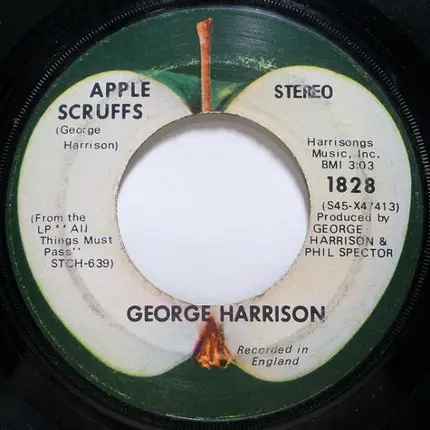 APPLE
SCRUFFS
(George
Harrison)
STEREO
Harrisongs
Music, Inc.
BMI 3:03
1828
(S45-X47413)
Produced by
GEORGE
HARRISON &
PHIL SPECTOR
(From the
LP "All
Things Must
Pass"
STCH-639)
GEORGE HARRISON
Recorded in
England